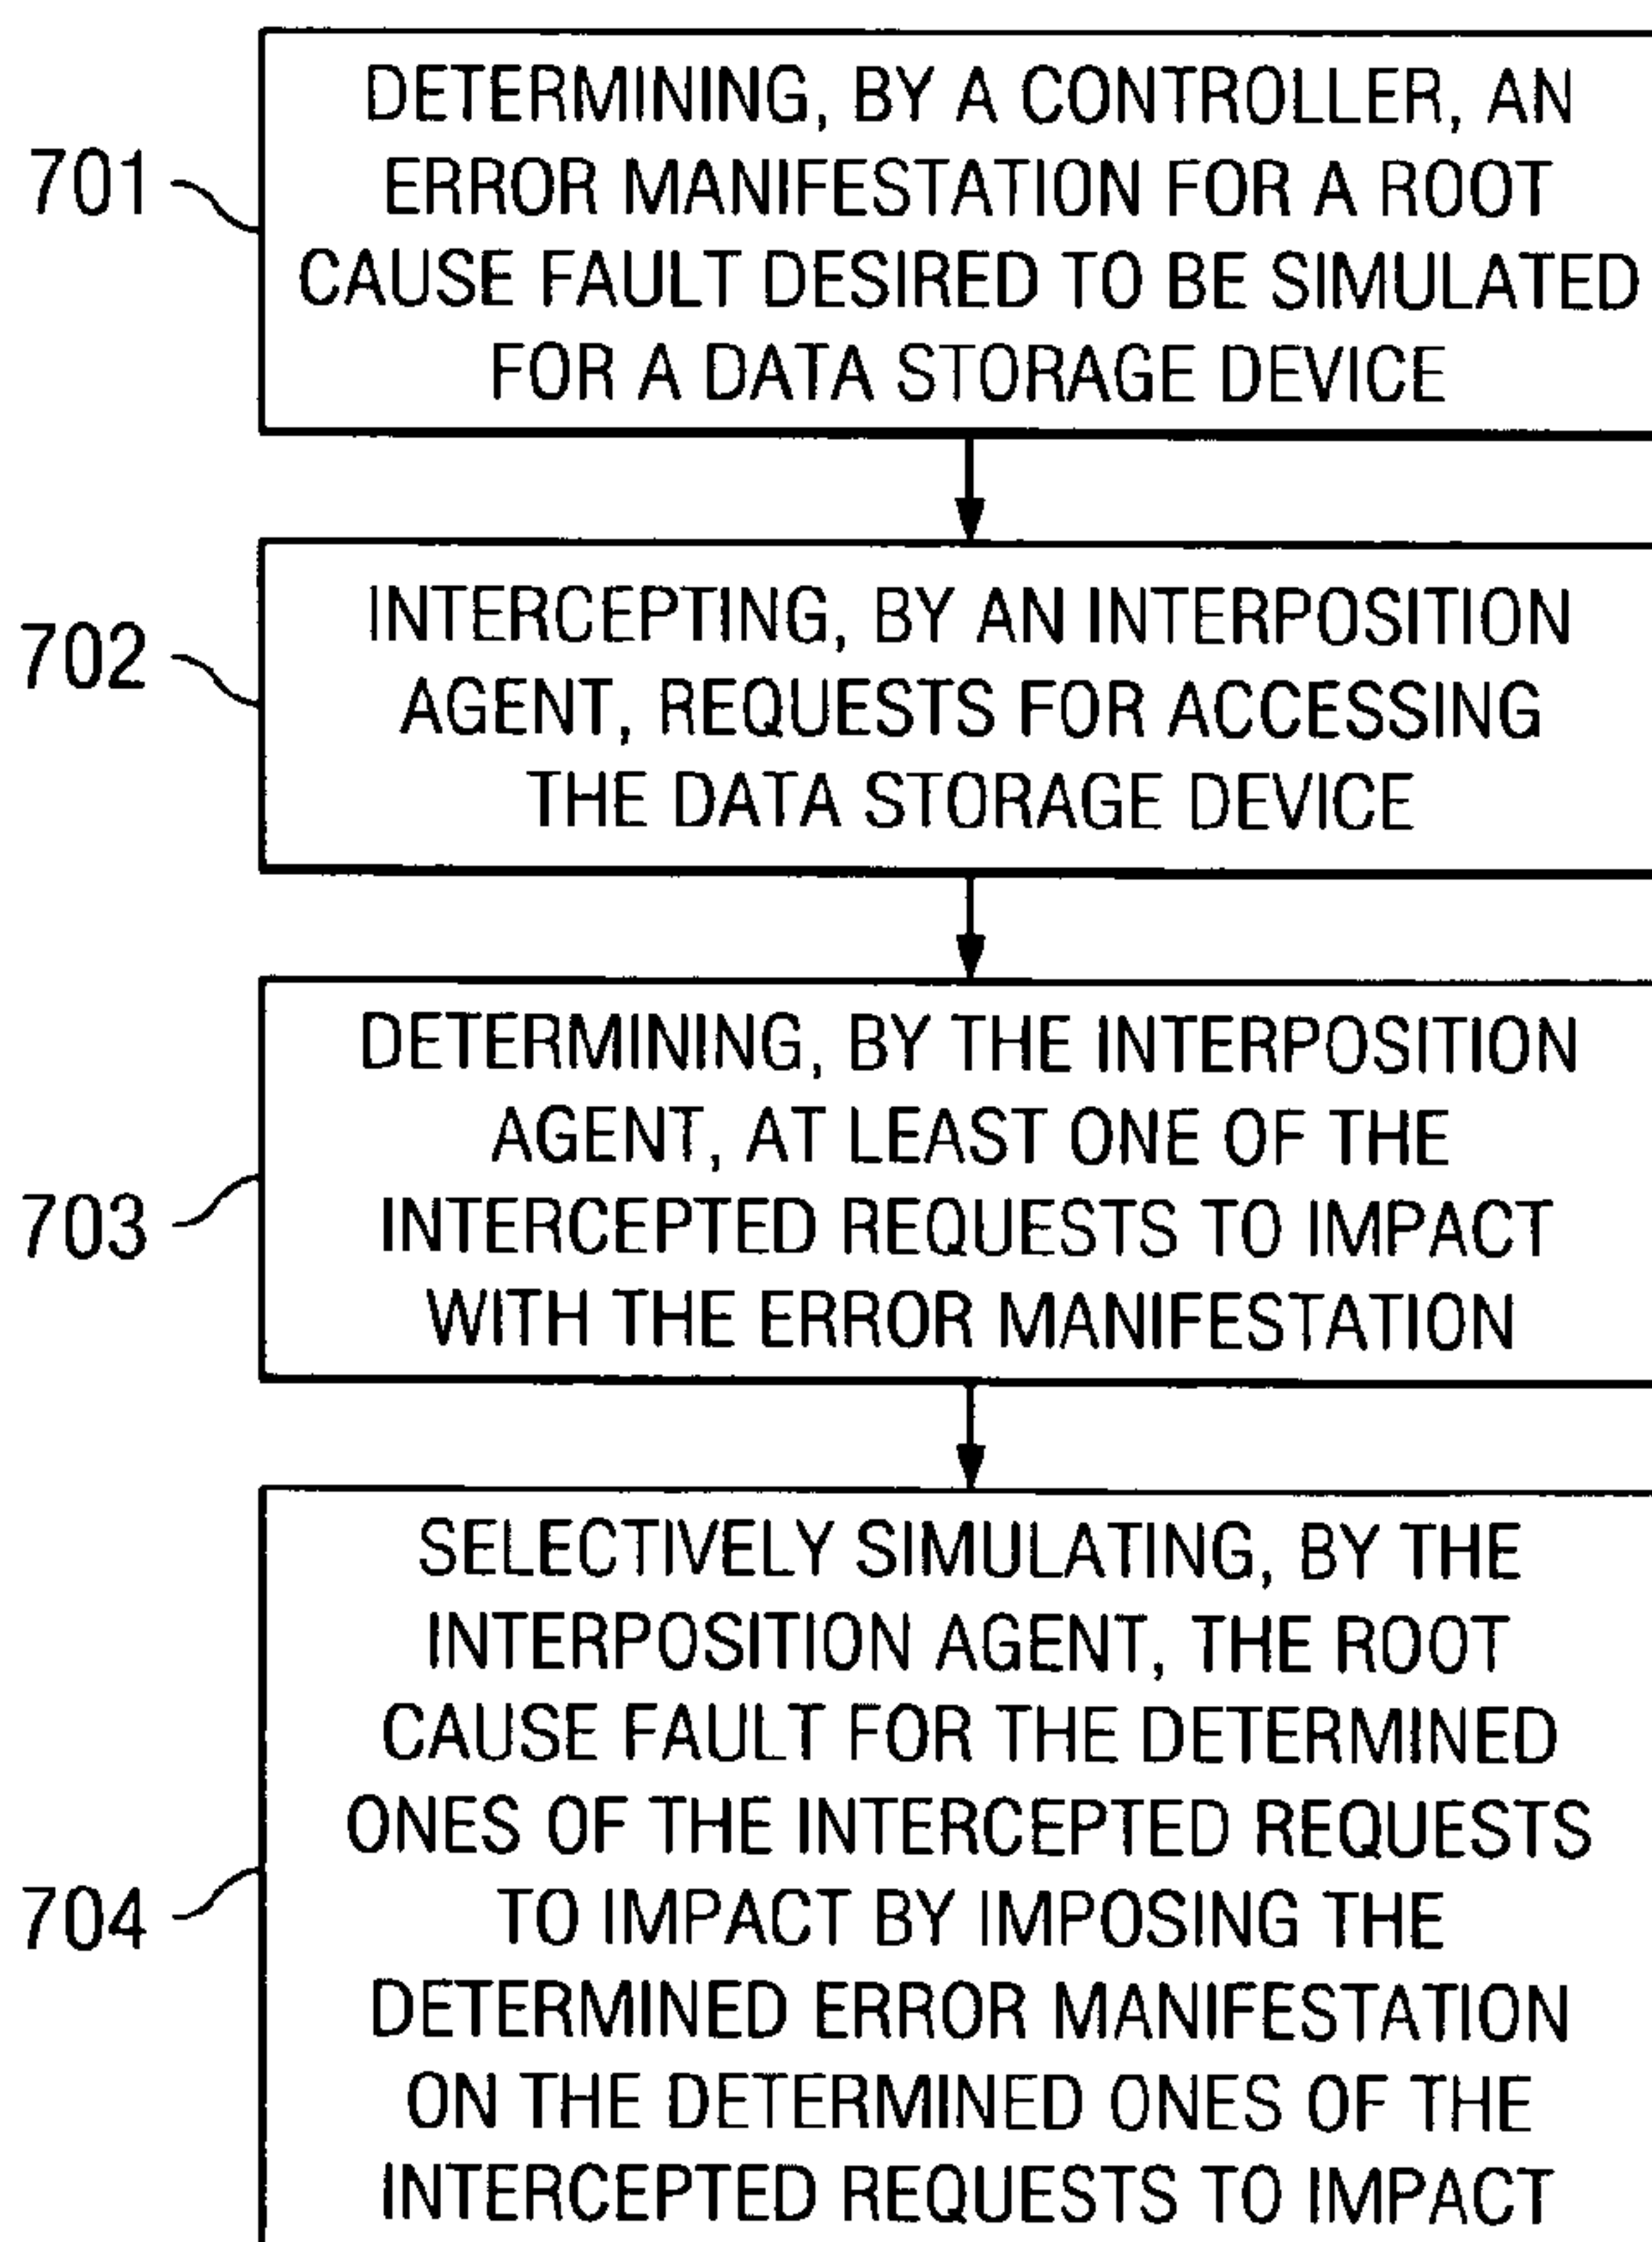 DETERMINING, BY A CONTROLLER, AN
ERROR MANIFESTATION FOR A ROOT
CAUSE FAULT DESIRED TO BE SIMULATED
FOR A DATA STORAGE DEVICE
701
INTERCEPTING, BY AN INTERPOSITION
AGENT, REQUESTS FOR ACCESSING
THE DATA STORAGE DEVICE
702
DETERMINING, BY THE INTERPOSITION
AGENT, AT LEAST ONE OF THE
INTERCEPTED REQUESTS TO IMPACT
WITH THE ERROR MANIFESTATION
703
SELECTIVELY SIMULATING, BY THE
INTERPOSITION AGENT, THE ROOT
CAUSE FAULT FOR THE DETERMINED
ONES OF THE INTERCEPTED REQUESTS
TO IMPACT BY IMPOSING THE
DETERMINED ERROR MANIFESTATION
ON THE DETERMINED ONES OF THE
INTERCEPTED REQUESTS TO IMPACT
704